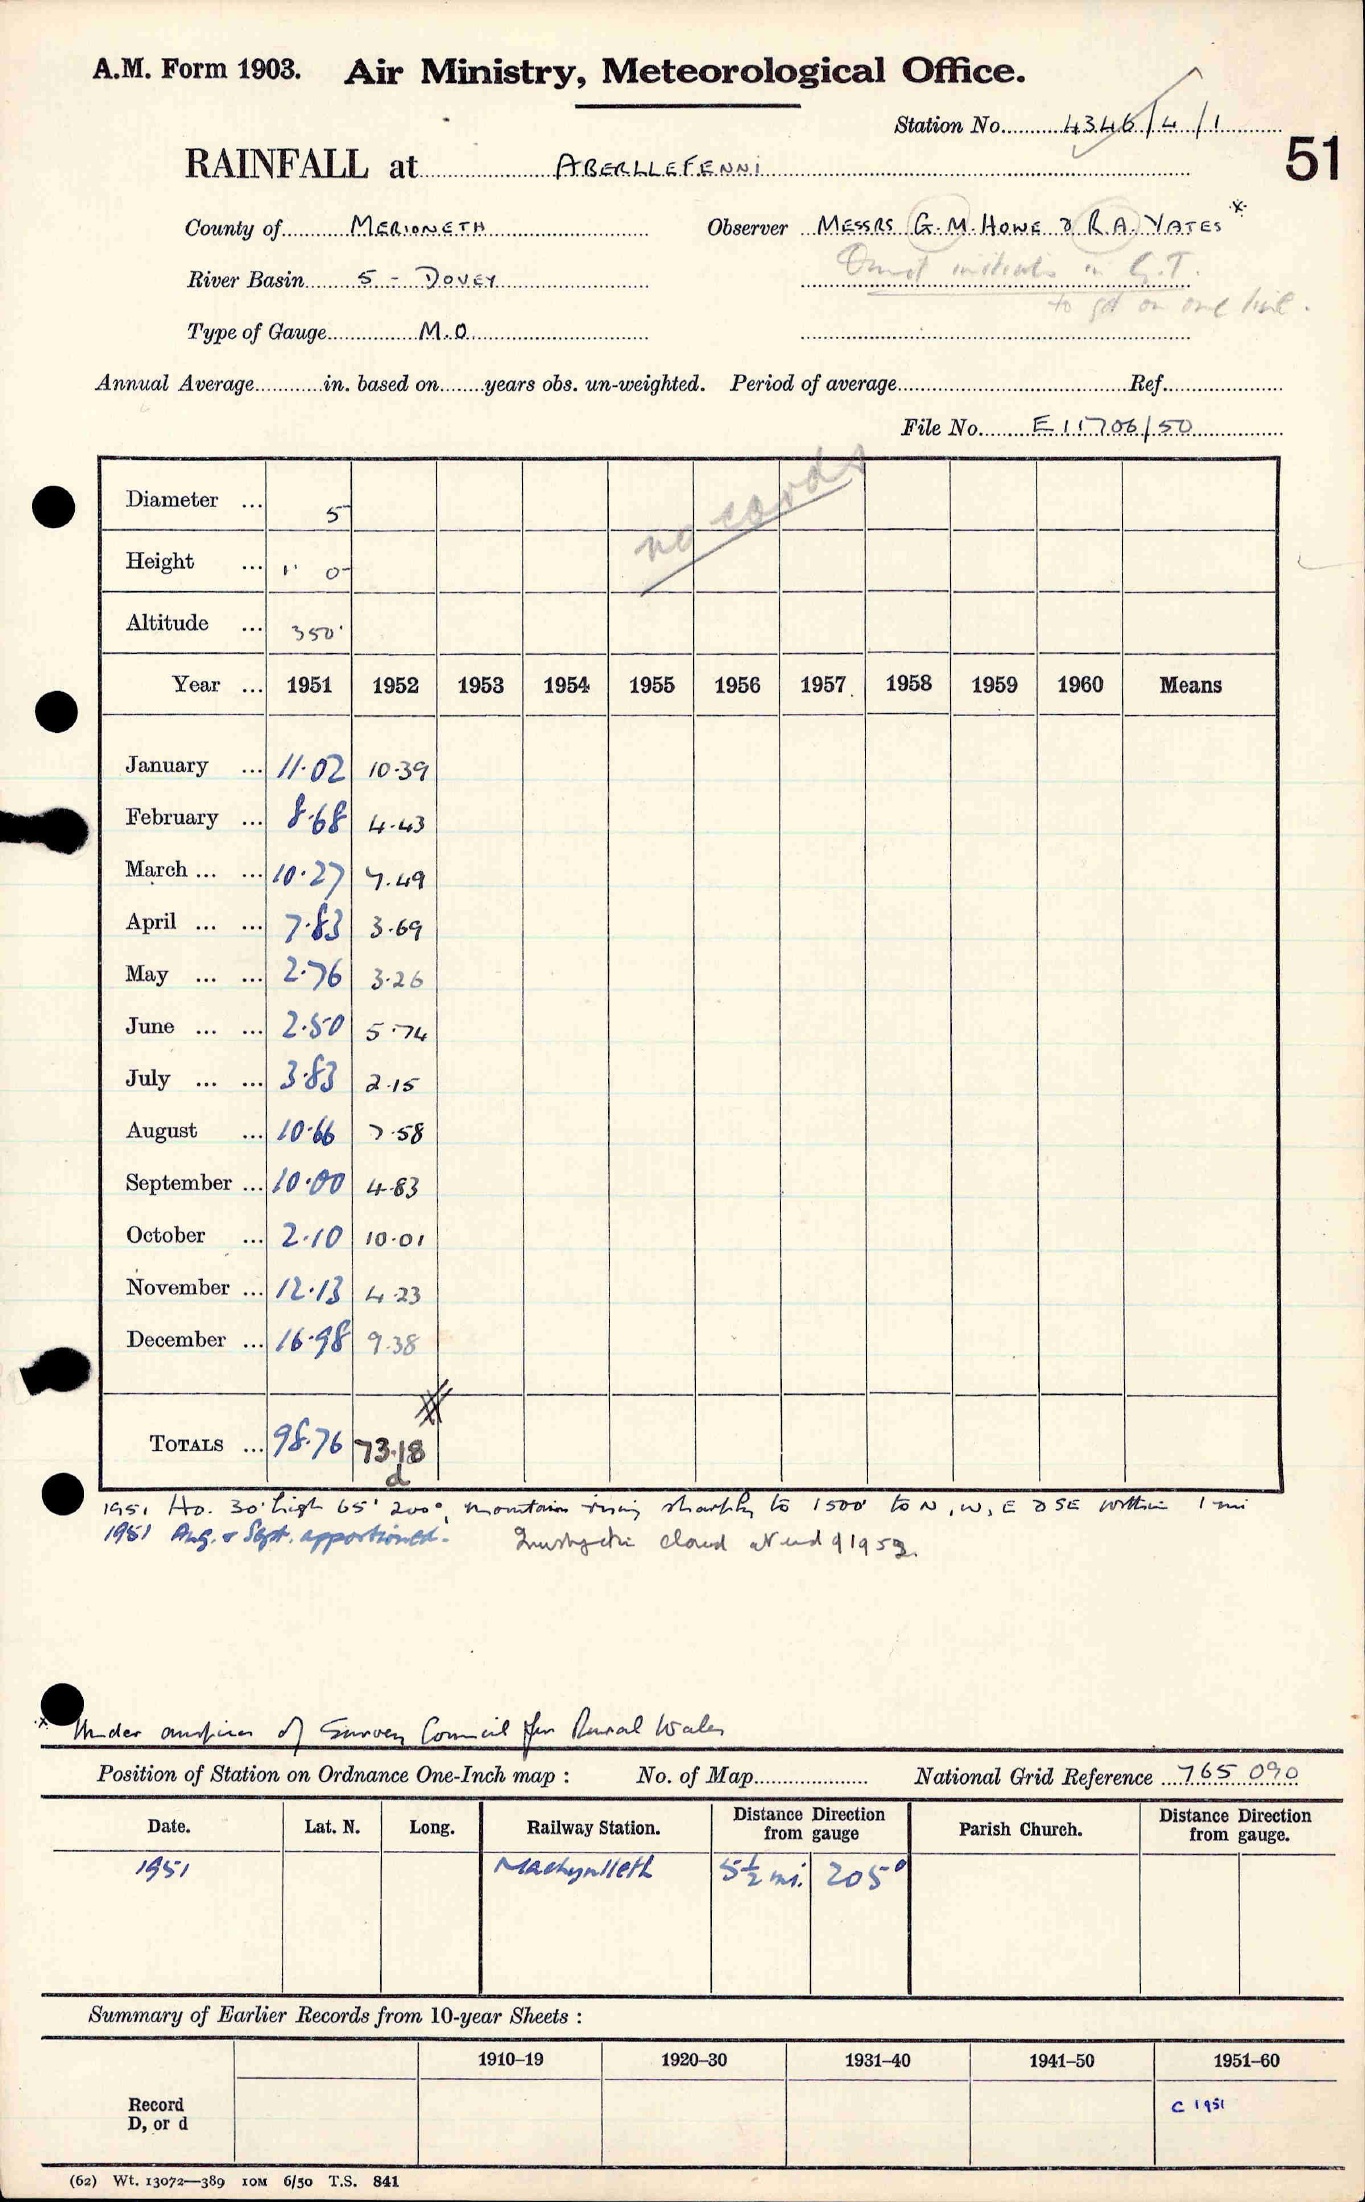 A.M. Form 1903. Air Ministry, Meteorological Office.
Station No. 4346/4/1
51
RAINFALL at ABERLLEFENNI
County of MERIONETH Observer MESSRS G.M. HOWE & R.A. YATES *
River Basin 5 - DOVEY Omit initials in G.T.
to get on one line.
Type of Gauge M.O.
Annual Average in. based on years obs. un-weighted. Period of average Ref.
File No. E11706/50
no cards
Diameter ... 5
Height ... 1' 0
Altitude ... 350'
Year ... 1951 1952 1953 1954 1955 1956 1957 1958 1959 1960 Means
January ... 11.02 10.39
February ... 8.68 4.43
March ... ... 10.27 7.49
April ... ... 7.83 3.69
May ... ... 2.76 3.26
June ... ... 2.50 5.74
July ... ... 3.83 2.15
August ... 10.66 7.58
September ... 10.00 4.83
October ... 2.10 10.01
November ... 12.13 4.23
December ... 16.98 9.38
TOTALS ... 98.76 73.18
d
1951 Ho. 30' high 65' 200°, mountain rising sharply to 1500' to N, W, E & SE within 1 mi
1951 Aug. & Sept. apportioned. closed at end of 1952.
* Under auspices of Survey Council for Rural Wales
Position of Station on Ordnance One-Inch map : No. of Map National Grid Reference 765 090
Date. Lat. N. Long. Railway Station. Distance Direction from gauge Parish Church. Distance Direction from gauge.
1951 Machynlleth 5½ mi. 205°
Summary of Earlier Records from 10-year Sheets :
1910–19 1920–30 1931–40 1941–50 1951–60
Record
D, or d
C 1951
(62) Wt. 13072—389 10M 6/50 T.S. 841